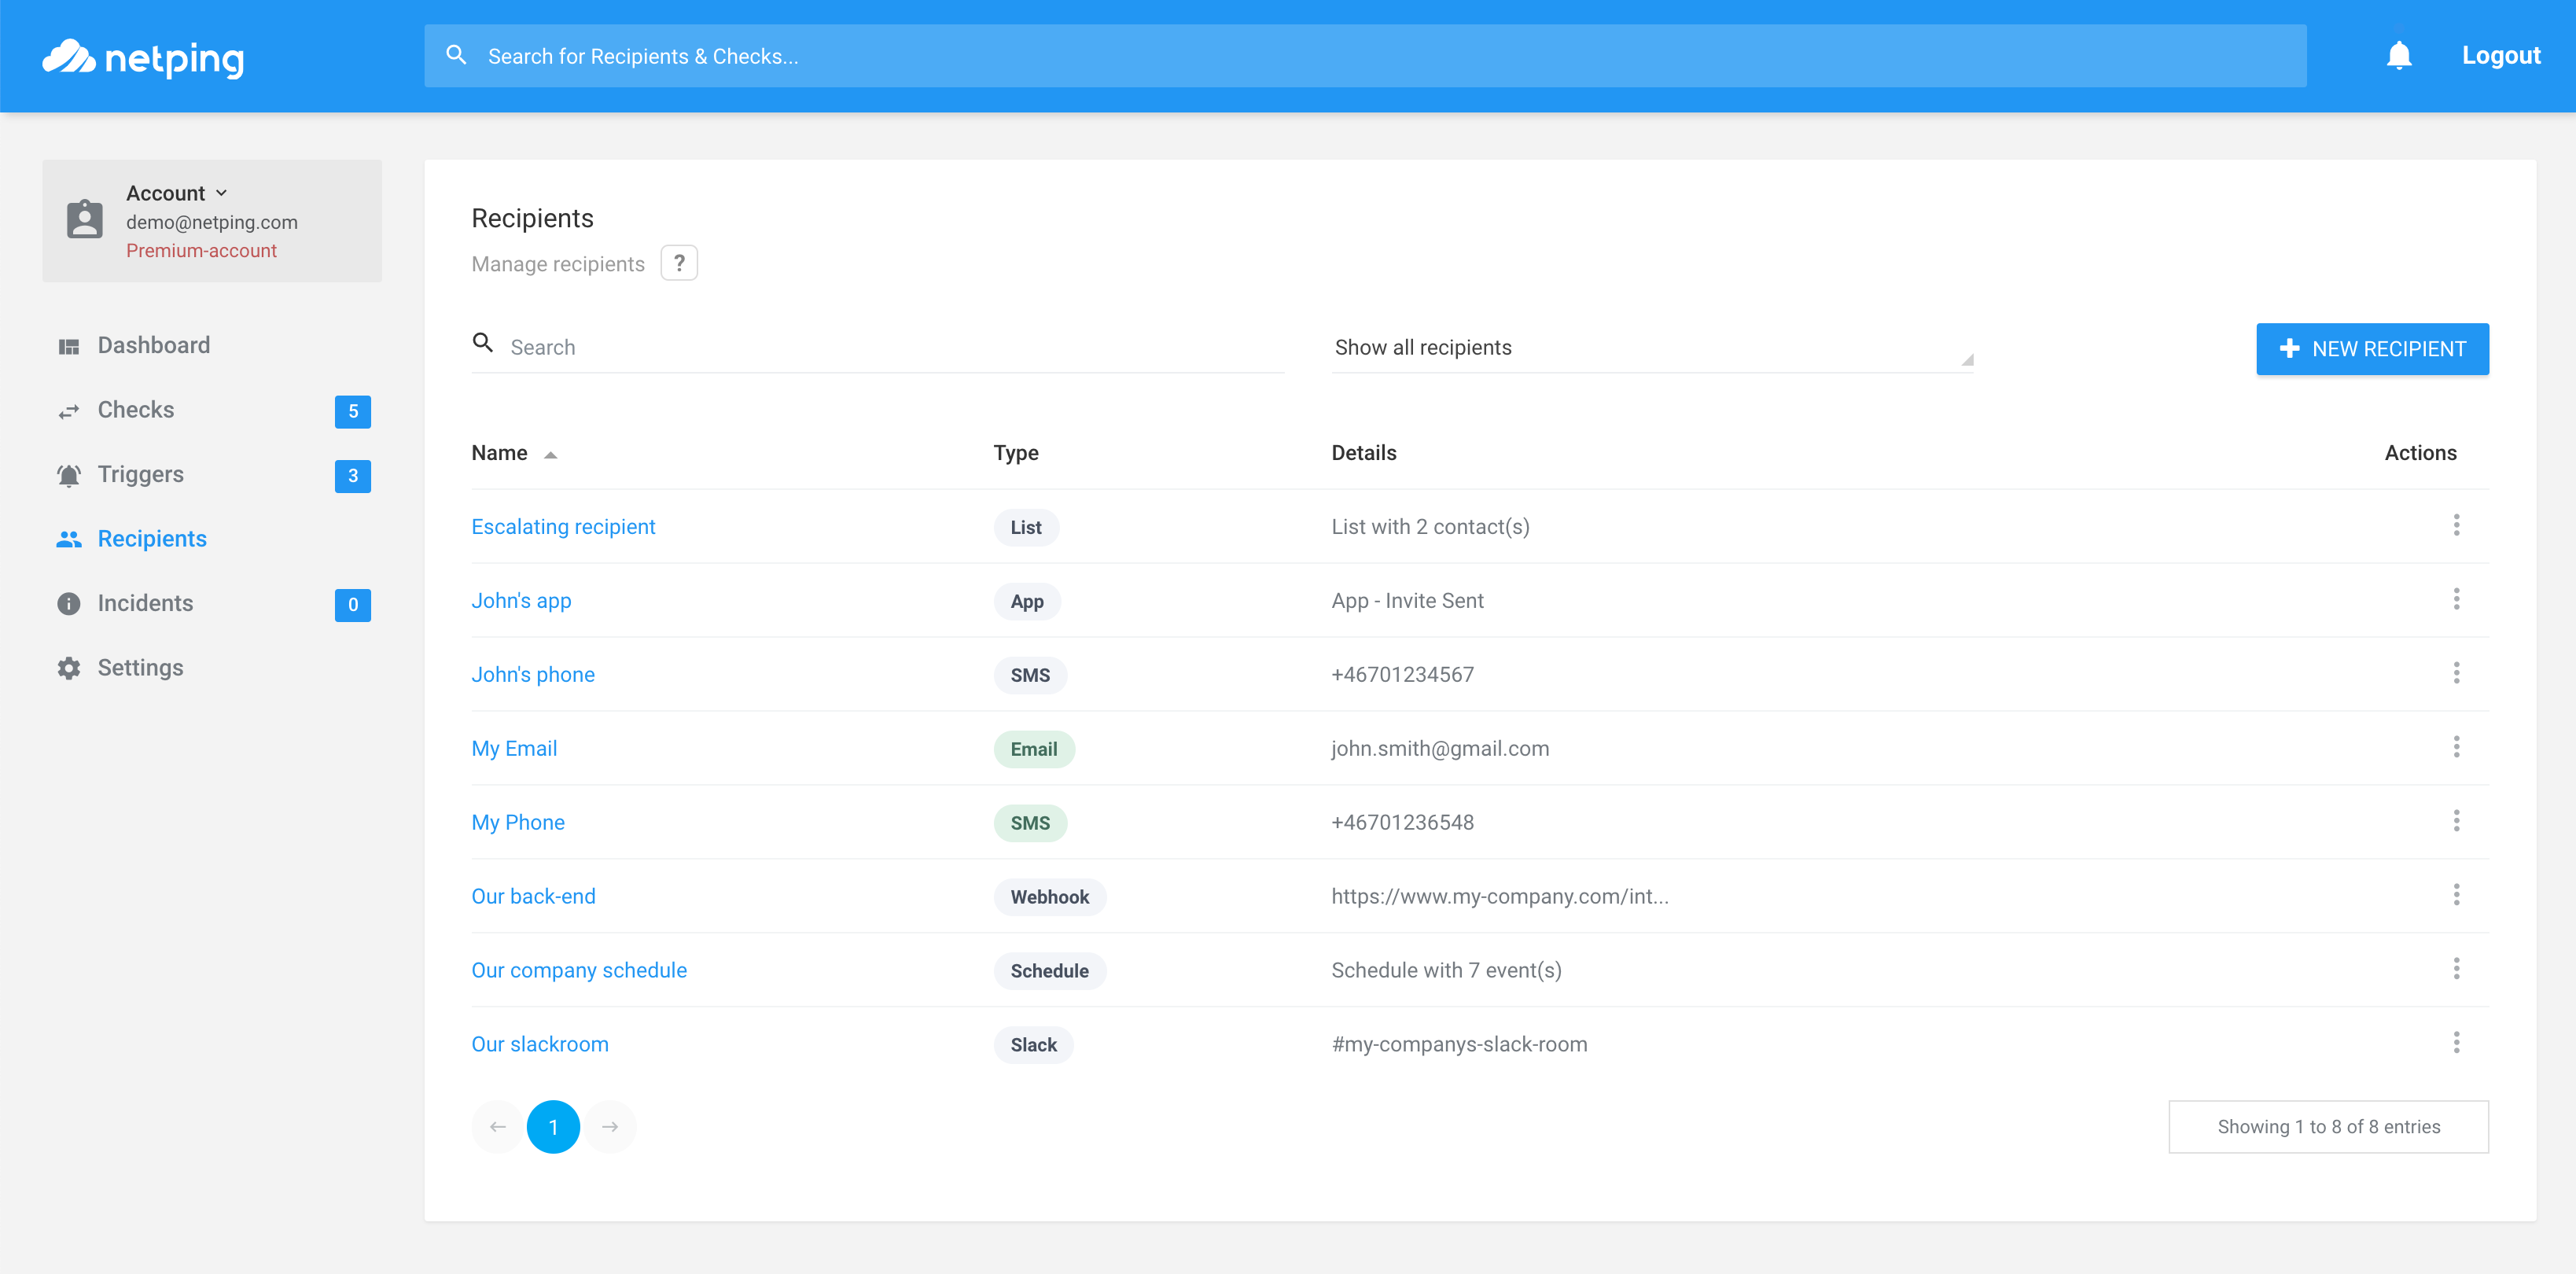 netping
Search for Recipients & Checks...
Logout
Account
demo@netping.com
Premium-account
Dashboard
Checks 5
Triggers 3
Recipients
Incidents 0
Settings
Recipients
Manage recipients ?
Search
Show all recipients
NEW RECIPIENT
Name Type Details Actions
Escalating recipient List List with 2 contact(s)
John's app App App - Invite Sent
John's phone SMS +46701234567
My Email Email john.smith@gmail.com
My Phone SMS +46701236548
Our back-end Webhook https://www.my-company.com/int...
Our company schedule Schedule Schedule with 7 event(s)
Our slackroom Slack #my-companys-slack-room
1
Showing 1 to 8 of 8 entries